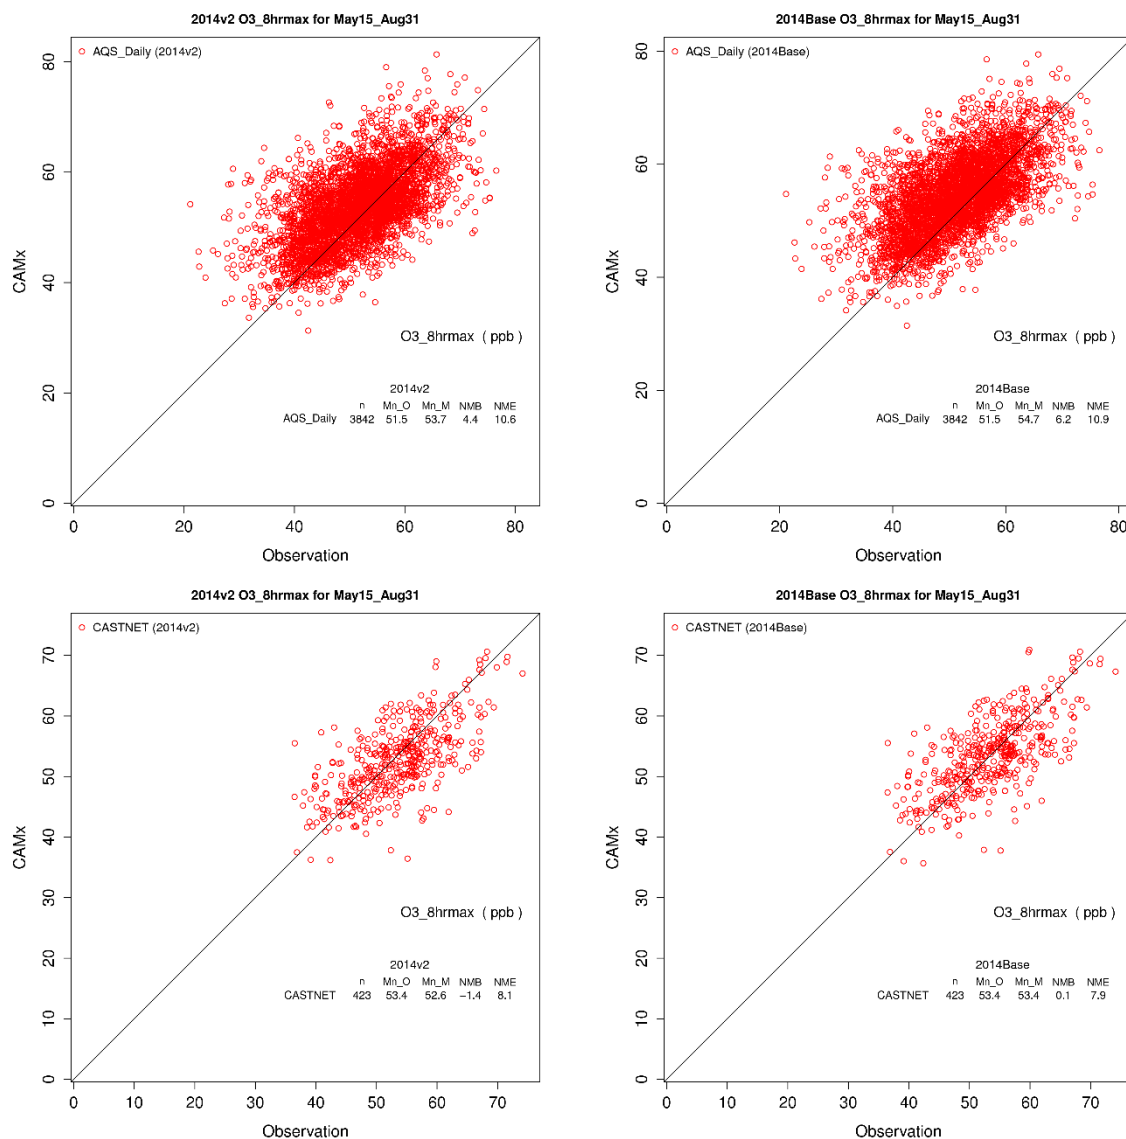 2014v2 O3_8hrmax for May15_Aug31
AQS_Daily (2014v2)
CAMx
80
60
40
20
0
O3_8hrmax ( ppb )
2014v2
n Mn_O Mn_M NMB NME
AQS_Daily 3842 51.5 53.7 4.4 10.6
0 20 40 60 80
Observation
2014Base O3_8hrmax for May15_Aug31
AQS_Daily (2014Base)
CAMx
80
60
40
20
0
O3_8hrmax ( ppb )
2014Base
n Mn_O Mn_M NMB NME
AQS_Daily 3842 51.5 54.7 6.2 10.9
0 20 40 60 80
Observation
2014v2 O3_8hrmax for May15_Aug31
CASTNET (2014v2)
CAMx
70
60
50
40
30
20
10
0
O3_8hrmax ( ppb )
2014v2
n Mn_O Mn_M NMB NME
CASTNET 423 53.4 52.6 −1.4 8.1
0 10 20 30 40 50 60 70
Observation
2014Base O3_8hrmax for May15_Aug31
CASTNET (2014Base)
CAMx
70
60
50
40
30
20
10
0
O3_8hrmax ( ppb )
2014Base
n Mn_O Mn_M NMB NME
CASTNET 423 53.4 53.4 0.1 7.9
0 10 20 30 40 50 60 70
Observation